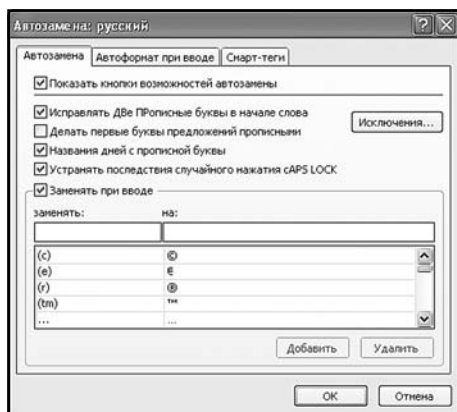 Автозамена: русский
Автозамена Автоформат при вводе Смарт-теги
Показать кнопки возможностей автозамены
Исправлять ДВе ПРописные буквы в начале слова
Исключения...
Делать первые буквы предложений прописными
Названия дней с прописной буквы
Устранять последствия случайного нажатия cAPS LOCK
Заменять при вводе
заменять: на:
(c) ©
(e) €
(r) ®
(tm) ™
... ...
Добавить Удалить
ОК Отмена